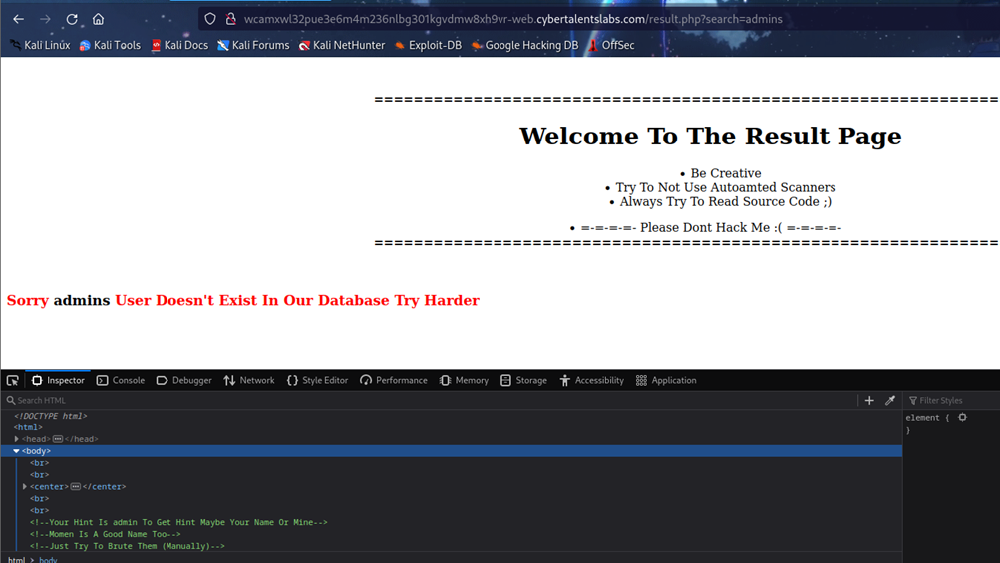 wcamxwl32pue3e6m4m236nlbg301kgvdmw8xh9vr-web.cybertalentslabs.com/result.php?search=admins
Kali Linux Kali Tools Kali Docs Kali Forums Kali NetHunter Exploit-DB Google Hacking DB OffSec
===============================================================
Welcome To The Result Page
• Be Creative
• Try To Not Use Autoamted Scanners
• Always Try To Read Source Code ;)
• =-=-=-=- Please Dont Hack Me :( =-=-=-=-
===============================================================
Sorry admins User Doesn't Exist In Our Database Try Harder
Inspector Console Debugger Network Style Editor Performance Memory Storage Accessibility Application
Search HTML + Filter Styles
<!DOCTYPE html>
<html>
<head> ••• </head>
<body>
<br>
<br>
<center> ••• </center>
<br>
<br>
<!--Your Hint Is admin To Get Hint Maybe Your Name Or Mine-->
<!--Momen Is A Good Name Too-->
<!--Just Try To Brute Them (Manually)-->
html > body
element {
}